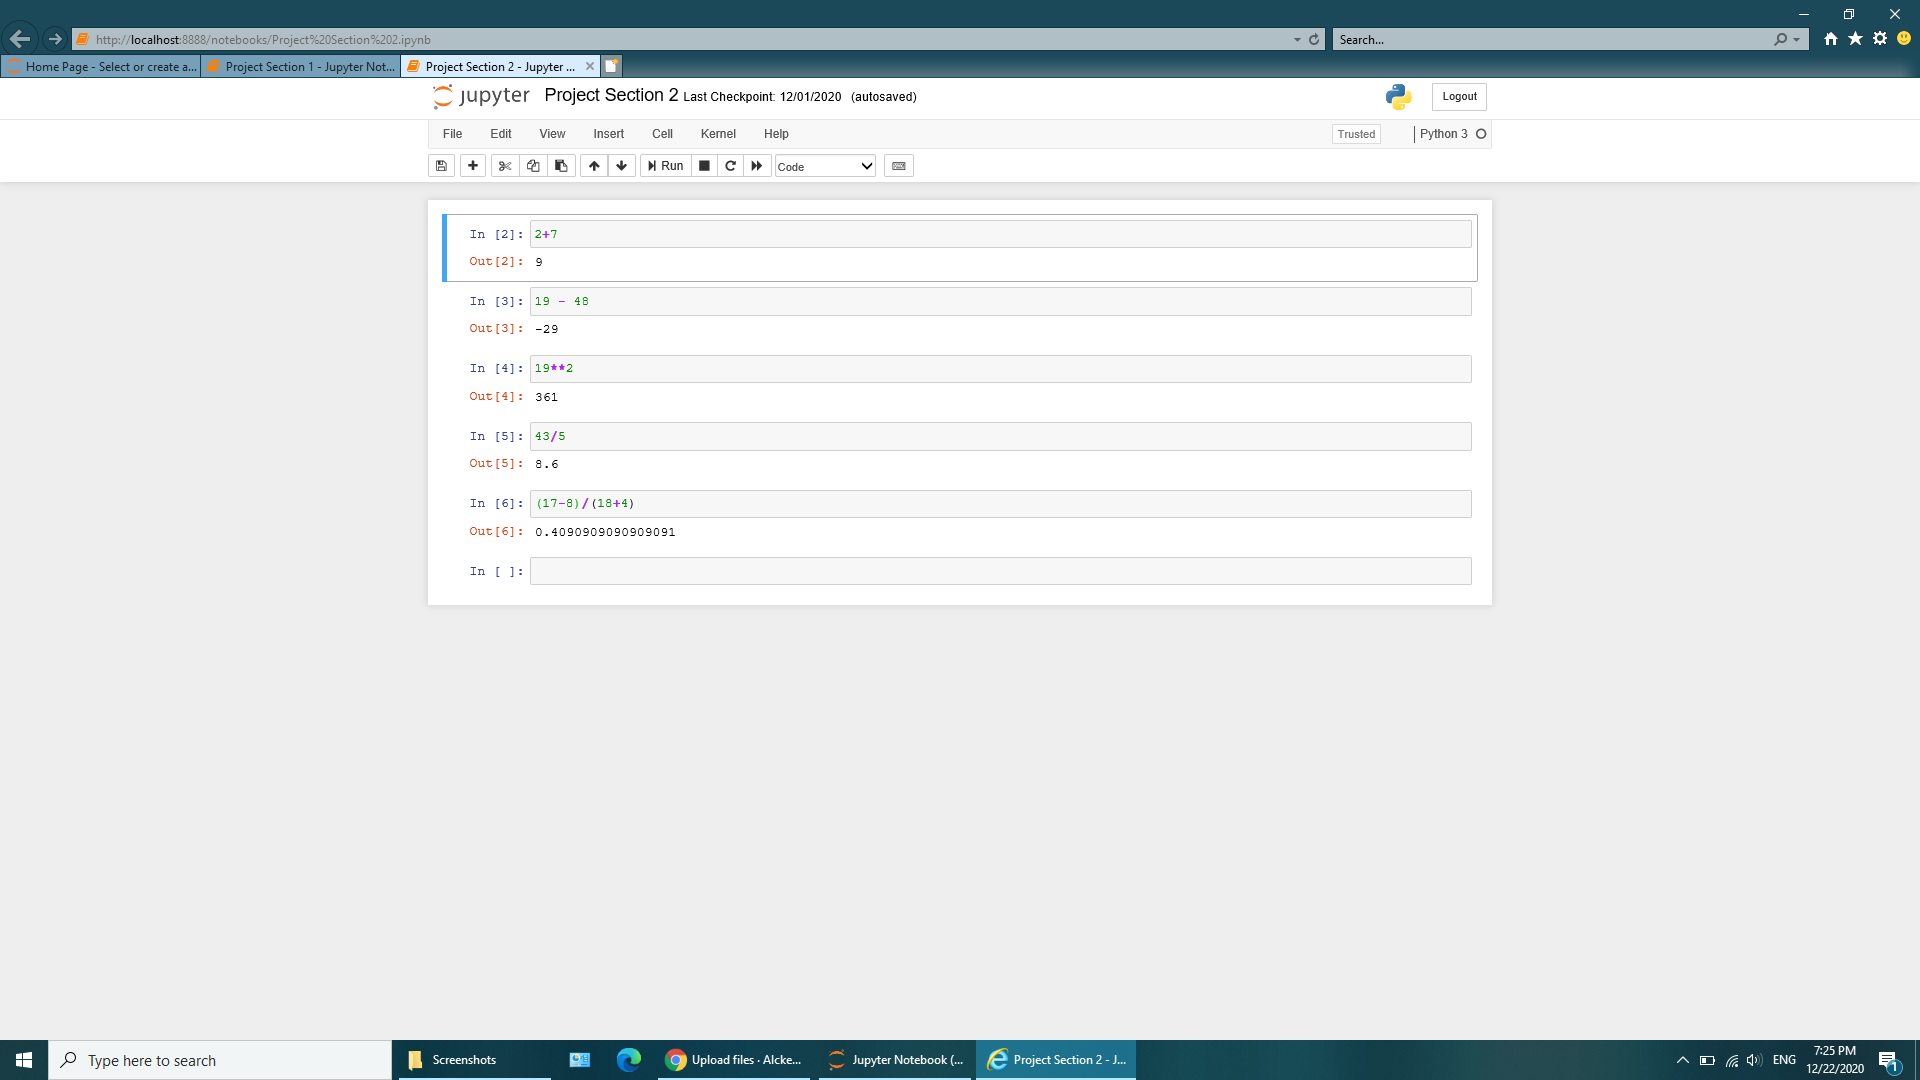 http://localhost:8888/notebooks/Project%20Section%202.ipynb
Search...
Home Page - Select or create a...
Project Section 1 - Jupyter Not...
Project Section 2 - Jupyter ...
jupyter
Project Section 2 Last Checkpoint: 12/01/2020 (autosaved)
Logout
File Edit View Insert Cell Kernel Help
Trusted
Python 3
Run
Code
In [2]: 2+7
Out[2]: 9
In [3]: 19 - 48
Out[3]: -29
In [4]: 19**2
Out[4]: 361
In [5]: 43/5
Out[5]: 8.6
In [6]: (17-8)/(18+4)
Out[6]: 0.4090909090909091
In [ ]:
Type here to search
Screenshots
Upload files · Alcke...
Jupyter Notebook (...
Project Section 2 - J...
ENG
7:25 PM
12/22/2020
1